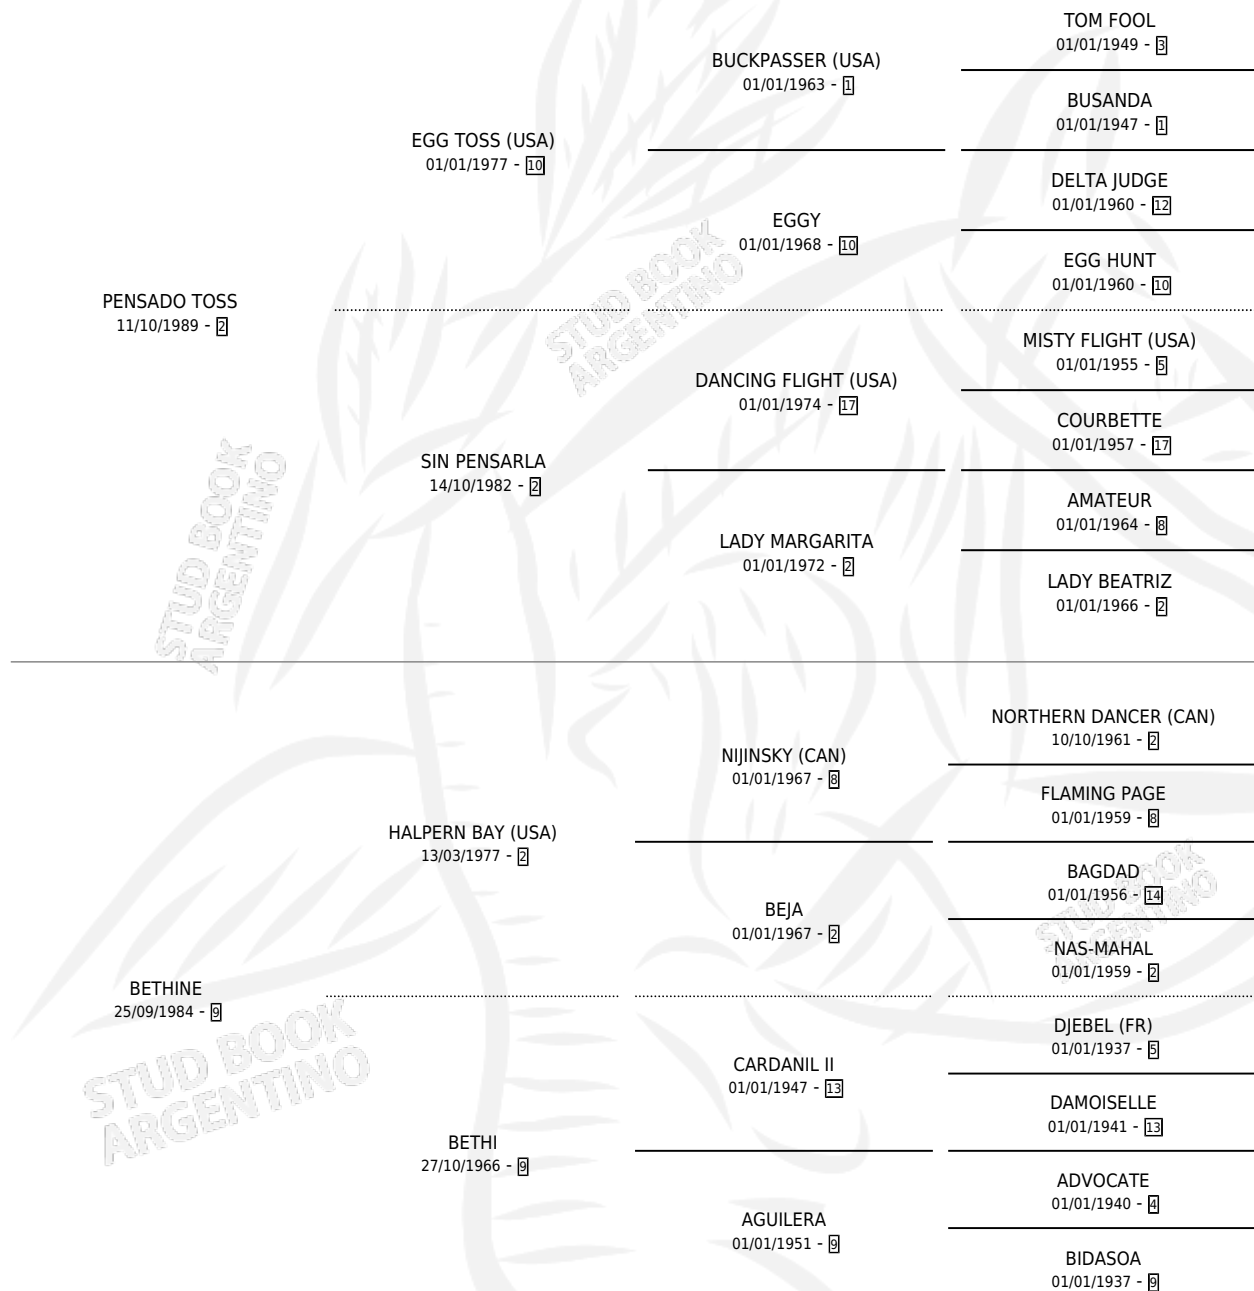 TOM FOOL
01/01/1949 - 3
BUCKPASSER (USA)
01/01/1963 - 1
BUSANDA
01/01/1947 - 1
EGG TOSS (USA)
01/01/1977 - 10
DELTA JUDGE
01/01/1960 - 12
EGGY
01/01/1968 - 10
EGG HUNT
01/01/1960 - 10
PENSADO TOSS
11/10/1989 - 2
MISTY FLIGHT (USA)
01/01/1955 - 5
DANCING FLIGHT (USA)
01/01/1974 - 17
COURBETTE
01/01/1957 - 17
SIN PENSARLA
14/10/1982 - 2
AMATEUR
01/01/1964 - 8
LADY MARGARITA
01/01/1972 - 2
LADY BEATRIZ
01/01/1966 - 2
NORTHERN DANCER (CAN)
10/10/1961 - 2
NIJINSKY (CAN)
01/01/1967 - 8
FLAMING PAGE
01/01/1959 - 8
HALPERN BAY (USA)
13/03/1977 - 2
BAGDAD
01/01/1956 - 14
BEJA
01/01/1967 - 2
NAS-MAHAL
01/01/1959 - 2
BETHINE
25/09/1984 - 9
DJEBEL (FR)
01/01/1937 - 5
CARDANIL II
01/01/1947 - 13
DAMOISELLE
01/01/1941 - 13
BETHI
27/10/1966 - 9
ADVOCATE
01/01/1940 - 4
AGUILERA
01/01/1951 - 9
BIDASOA
01/01/1937 - 9
STUD BOOK
ARGENTINO
STUD BOOK
ARGENTINO
STUD BOOK
ARGENTINO
STUD BOOK
ARGENTINO